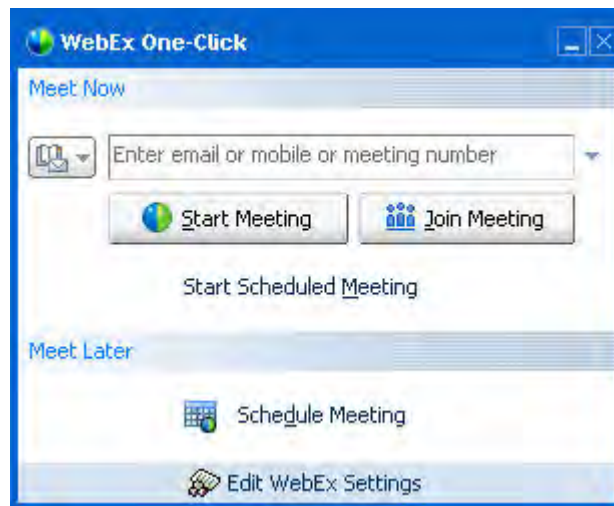 WebEx One-Click
Meet Now
Enter email or mobile or meeting number
Start Meeting Join Meeting
Start Scheduled Meeting
Meet Later
Schedule Meeting
Edit WebEx Settings